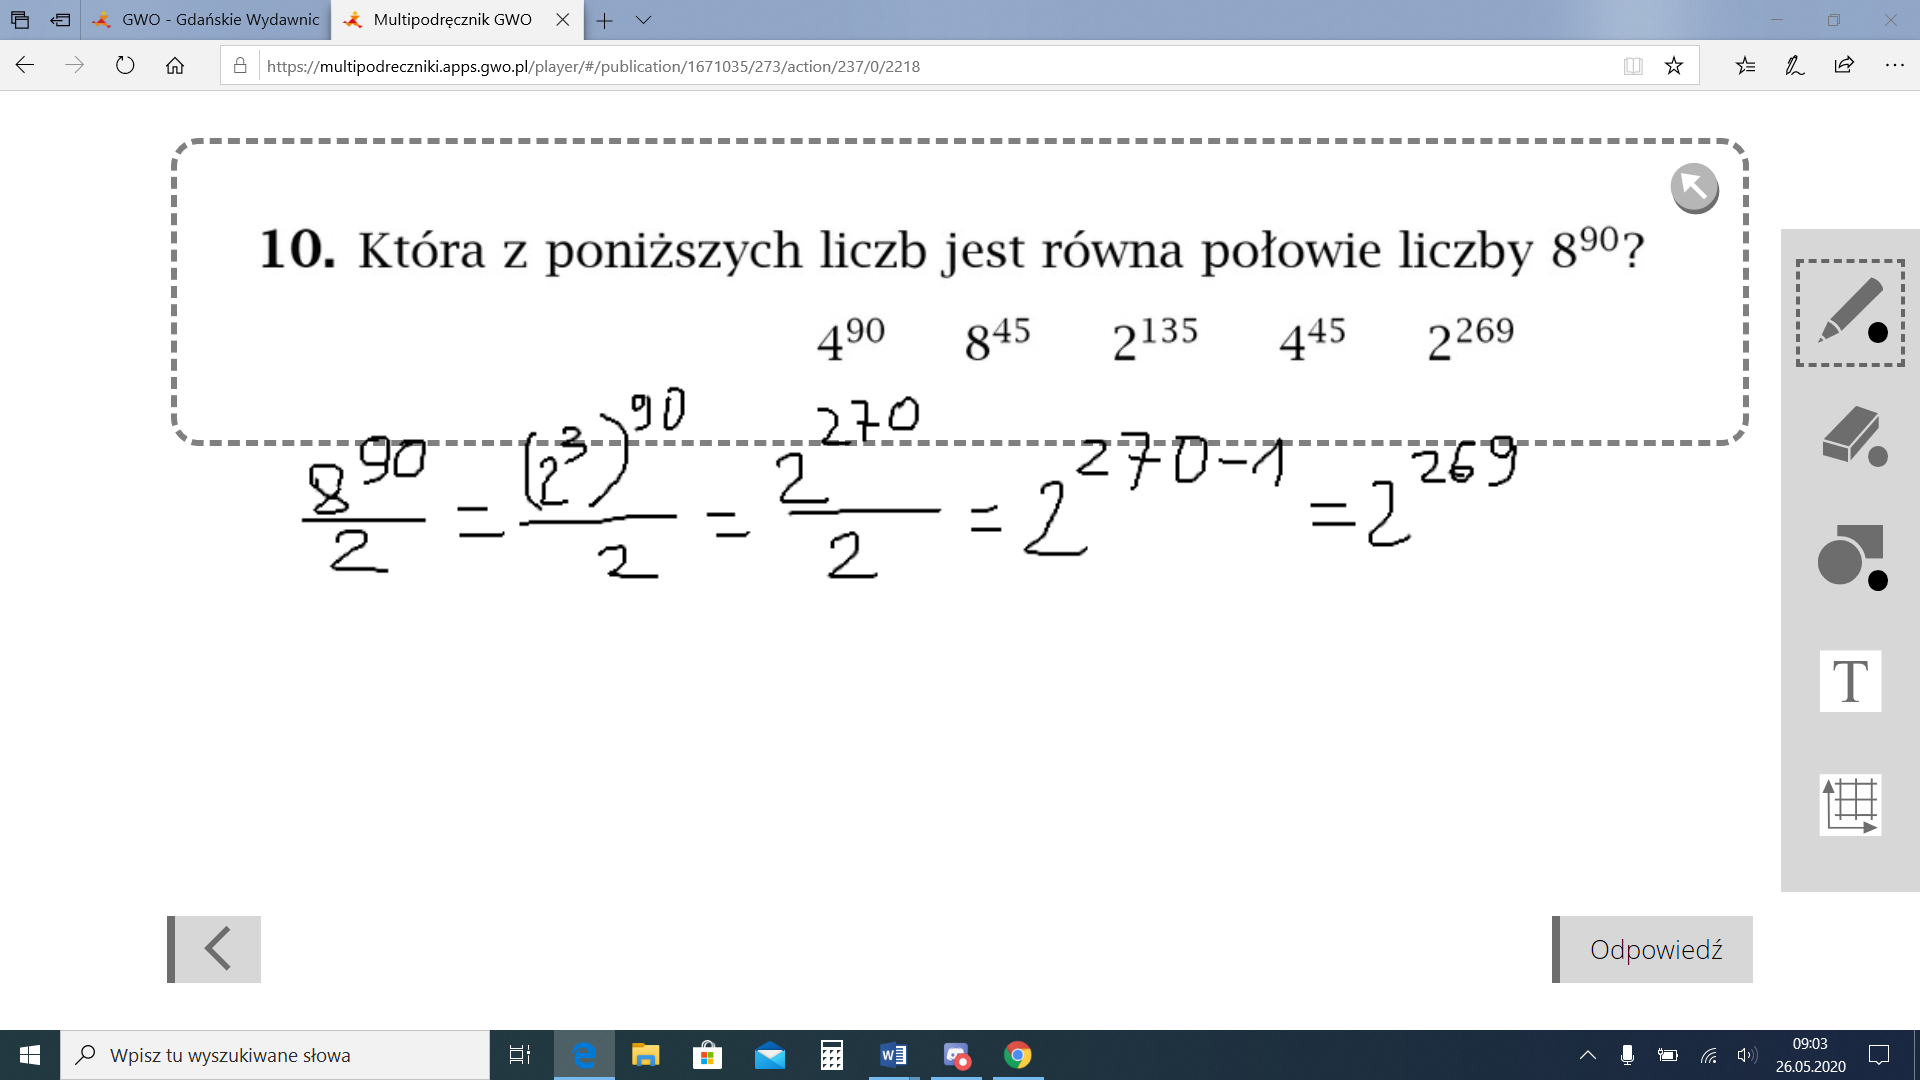 GWO - Gdańskie Wydawnic
Multipodręcznik GWO
https://multipodreczniki.apps.gwo.pl/player/#/publication/1671035/273/action/237/0/2218
10. Która z poniższych liczb jest równa połowie liczby 8⁹⁰?
4⁹⁰ 8⁴⁵ 2¹³⁵ 4⁴⁵ 2²⁶⁹
8⁹⁰/2 = (2³)⁹⁰/2 = 2²⁷⁰/2 = 2²⁷⁰⁻¹ = 2²⁶⁹
T
Odpowiedź
Wpisz tu wyszukiwane słowa
09:03
26.05.2020